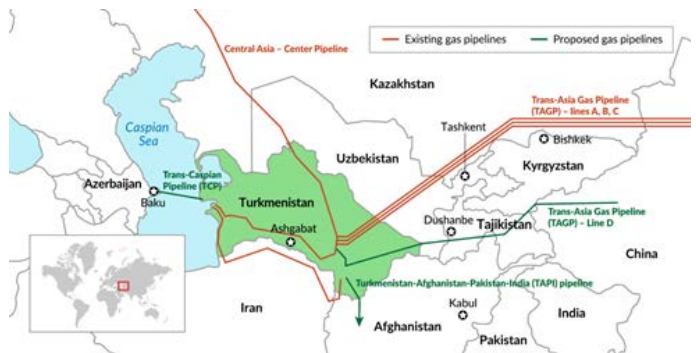 Existing gas pipelines
Proposed gas pipelines
Central Asia – Center Pipeline
Kazakhstan
Trans-Asia Gas Pipeline
(TAGP) – lines A, B, C
Caspian
Sea
Tashkent
Bishkek
Uzbekistan
Kyrgyzstan
Trans-Caspian
Pipeline (TCP)
Azerbaijan
Baku
Turkmenistan
Dushanbe
Tajikistan
Trans-Asia Gas Pipeline
(TAGP) – Line D
Ashgabat
China
Turkmenistan-Afghanistan-Pakistan-India (TAPI) pipeline
Iran
Kabul
India
Afghanistan
Pakistan